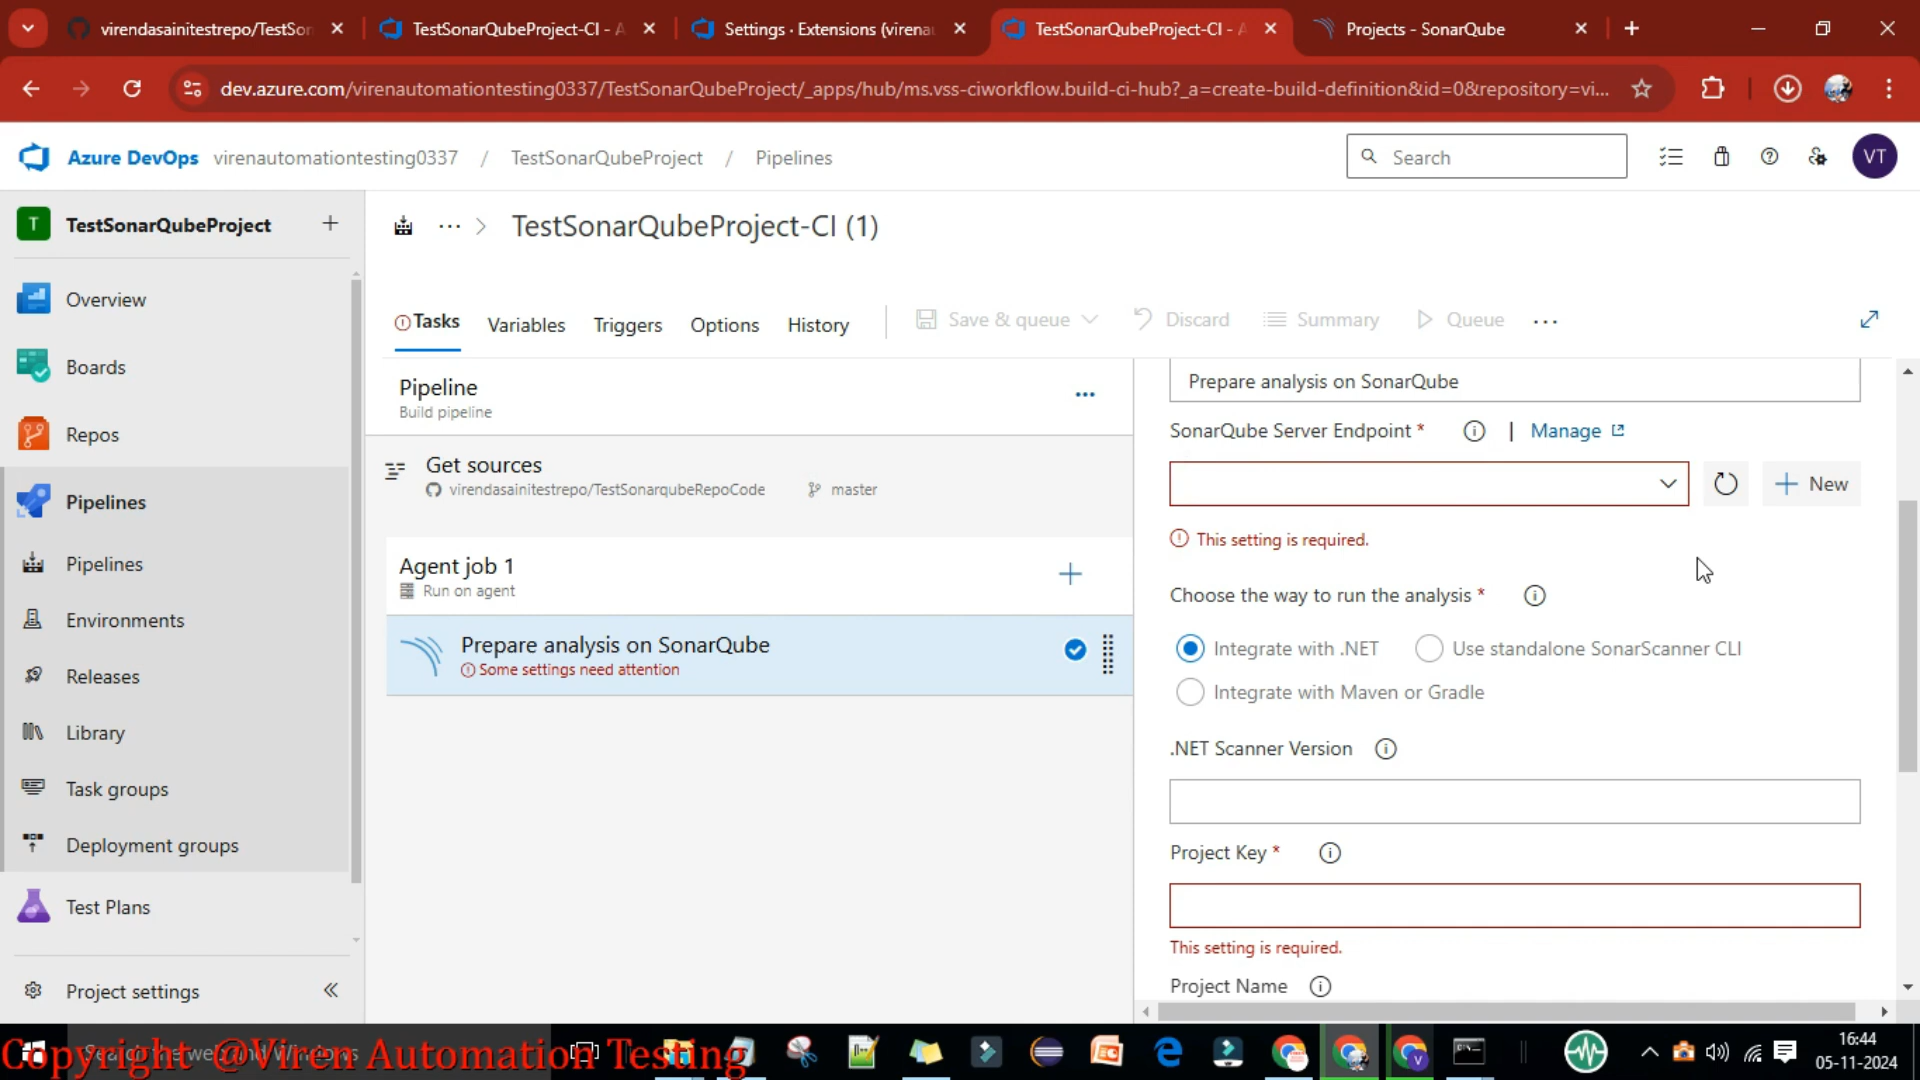 virendasainitestrepo/TestSon
TestSonarQubeProject-CI - A
Settings · Extensions (virena
TestSonarQubeProject-CI - A
Projects - SonarQube
dev.azure.com/virenautomationtesting0337/TestSonarQubeProject/_apps/hub/ms.vss-ciworkflow.build-ci-hub?_a=create-build-definition&id=0&repository=vi...
Azure DevOps virenautomationtesting0337 / TestSonarQubeProject / Pipelines
Search
VT
T TestSonarQubeProject
Overview
Boards
Repos
Pipelines
Pipelines
Environments
Releases
Library
Task groups
Deployment groups
Test Plans
Project settings
TestSonarQubeProject-CI (1)
Tasks Variables Triggers Options History Save & queue Discard Summary Queue
Pipeline
Build pipeline
Get sources
virendasainitestrepo/TestSonarqubeRepoCode master
Agent job 1
Run on agent
Prepare analysis on SonarQube
Some settings need attention
Prepare analysis on SonarQube
SonarQube Server Endpoint * | Manage
New
This setting is required.
Choose the way to run the analysis *
Integrate with .NET Use standalone SonarScanner CLI
Integrate with Maven or Gradle
.NET Scanner Version
Project Key *
This setting is required.
Project Name
Search the web and Windows
Copyright @Viren Automation Testing
16:44
05-11-2024